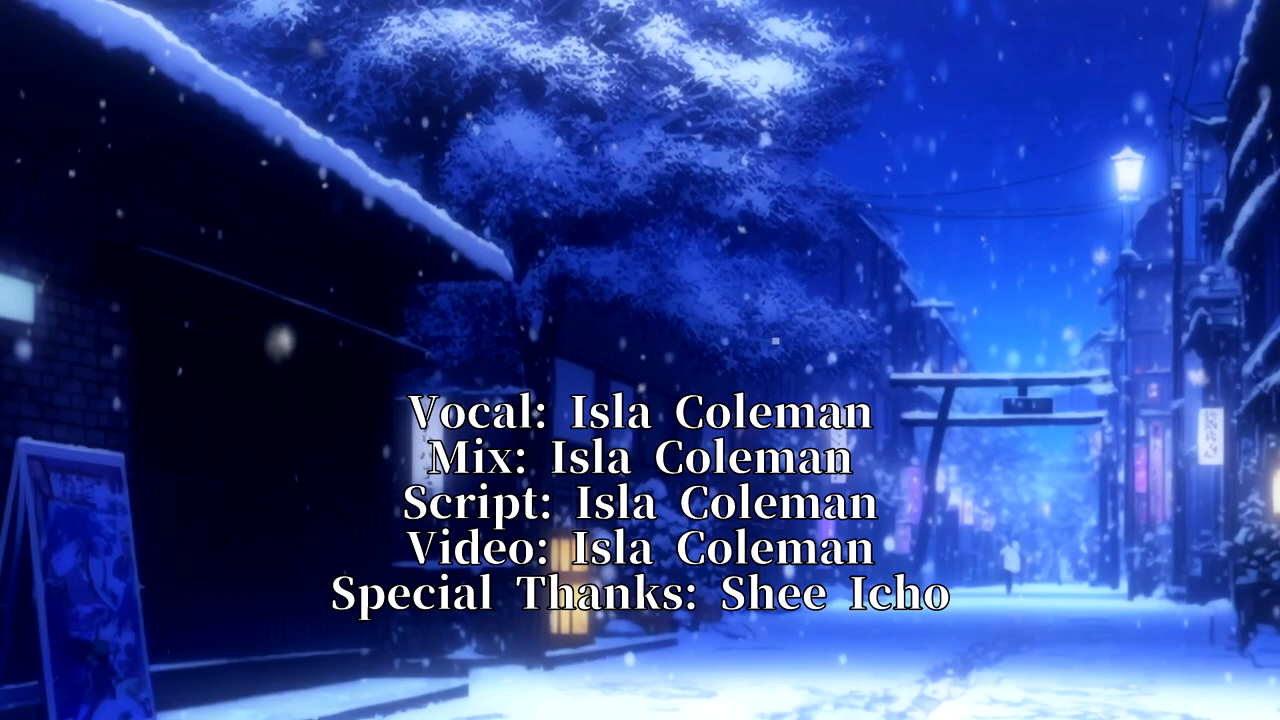 Vocal: Isla Coleman
Mix: Isla Coleman
Script: Isla Coleman
Video: Isla Coleman
Special Thanks: Shee Icho